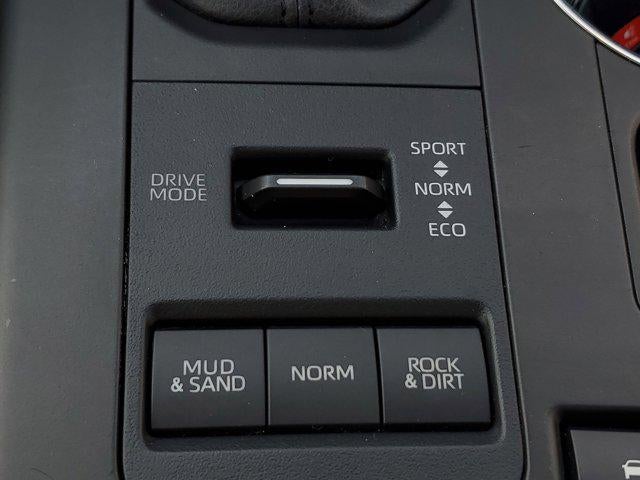 DRIVE
MODE
SPORT
NORM
ECO
MUD
& SAND
NORM
ROCK
& DIRT